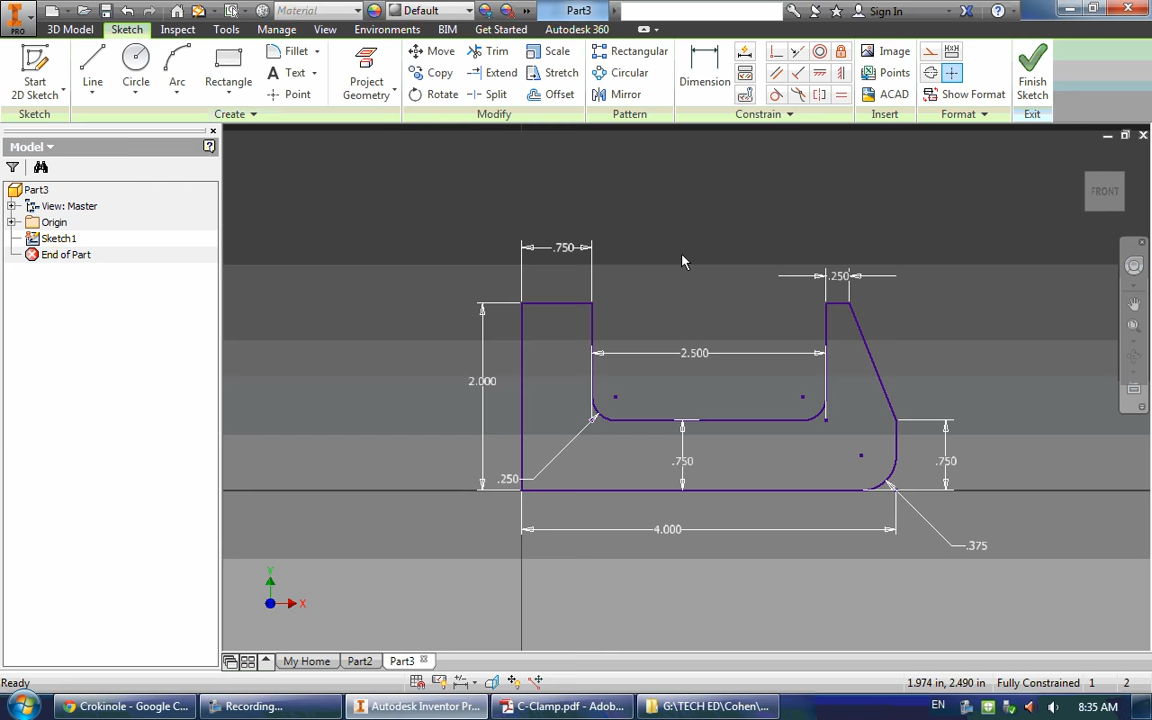 PRO
Material
Default
Part3
Sign In
3D Model Sketch Inspect Tools Manage View Environments BIM Get Started Autodesk 360
Start 2D Sketch
Line
Circle
Arc
Rectangle
Fillet
Text
Point
Project Geometry
Move
Copy
Rotate
Trim
Extend
Split
Scale
Stretch
Offset
Rectangular
Circular
Mirror
Dimension
Image
Points
ACAD
Show Format
Finish Sketch
Sketch Create Modify Pattern Constrain Insert Format Exit
Model
Part3
View: Master
Origin
Sketch1
End of Part
FRONT
.750
.250
2.500
2.000
.750
.750
.250
4.000
.375
Y
X
My Home Part2 Part3
Ready
1.974 in, 2.490 in Fully Constrained 1 2
Crokinole - Google C...
Recording...
Autodesk Inventor Pr...
C-Clamp.pdf - Adob...
G:\TECH ED\Cohen\...
EN
8:35 AM